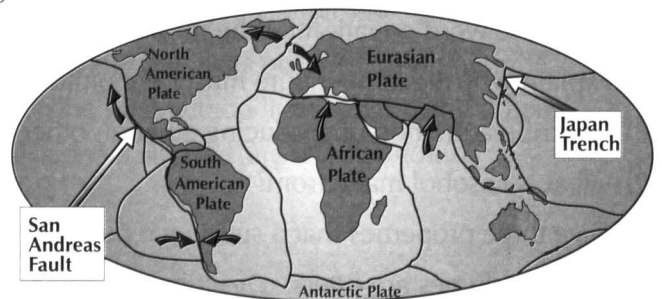 North
American
Plate
Eurasian
Plate
Japan
Trench
South
American
Plate
African
Plate
San
Andreas
Fault
Antarctic Plate